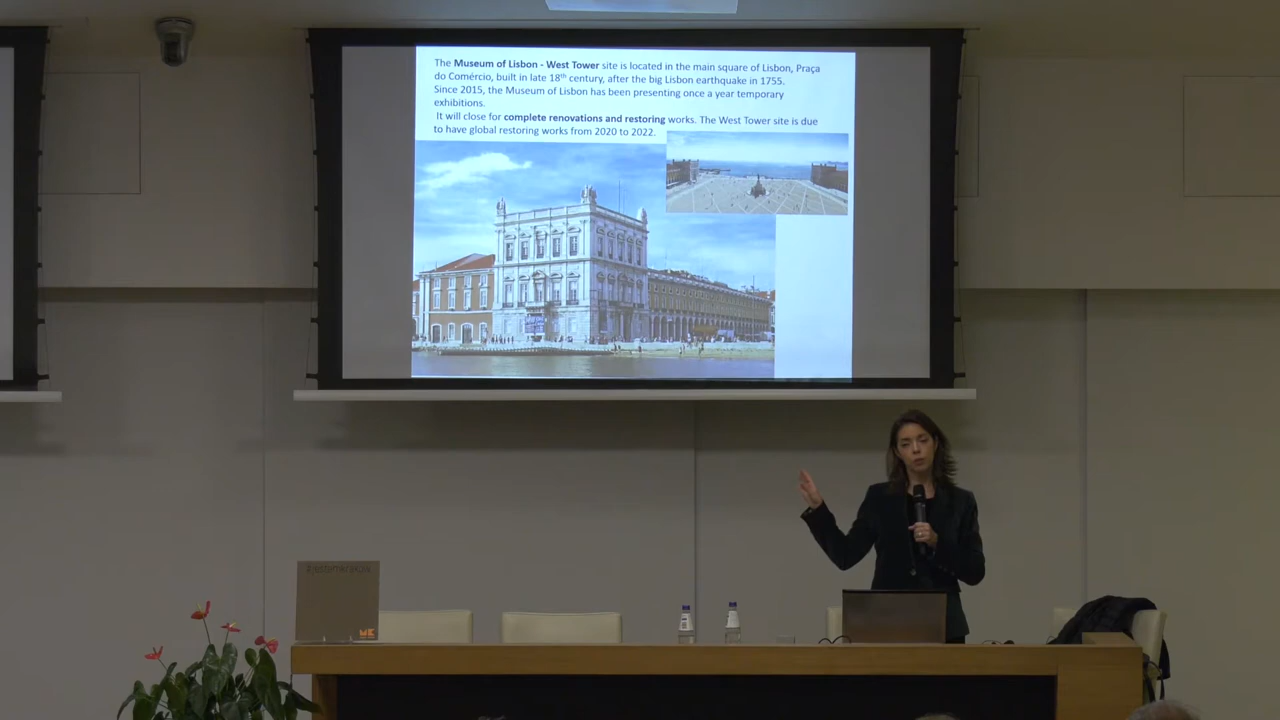 The Museum of Lisbon - West Tower site is located in the main square of Lisbon, Praça
do Comércio, built in late 18th century, after the big Lisbon earthquake in 1755.
Since 2015, the Museum of Lisbon has been presenting once a year temporary
exhibitions.
It will close for complete renovations and restoring works. The West Tower site is due
to have global restoring works from 2020 to 2022.
MK